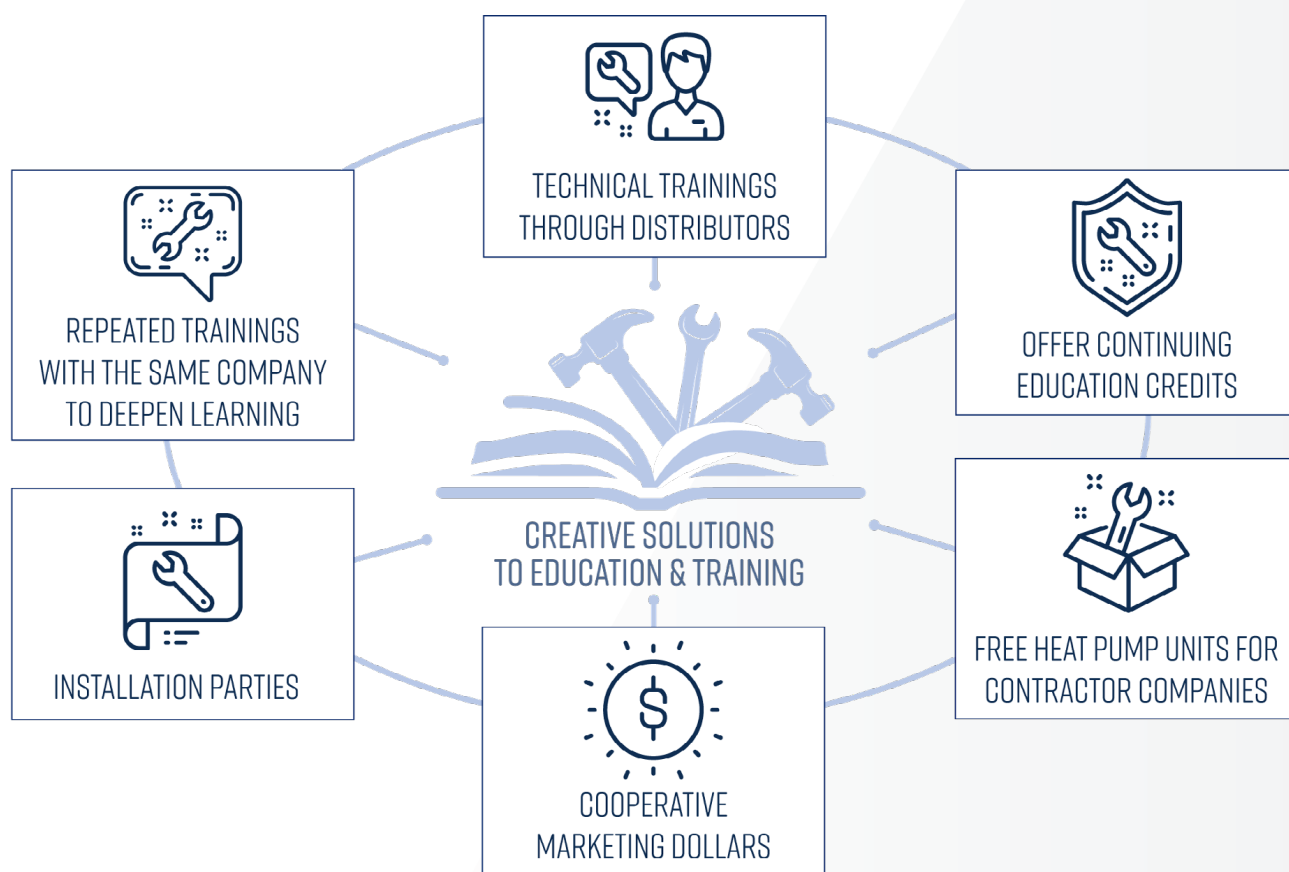 TECHNICAL TRAININGS
THROUGH DISTRIBUTORS
REPEATED TRAININGS
WITH THE SAME COMPANY
TO DEEPEN LEARNING
OFFER CONTINUING
EDUCATION CREDITS
CREATIVE SOLUTIONS
TO EDUCATION & TRAINING
INSTALLATION PARTIES
$
COOPERATIVE
MARKETING DOLLARS
FREE HEAT PUMP UNITS FOR
CONTRACTOR COMPANIES